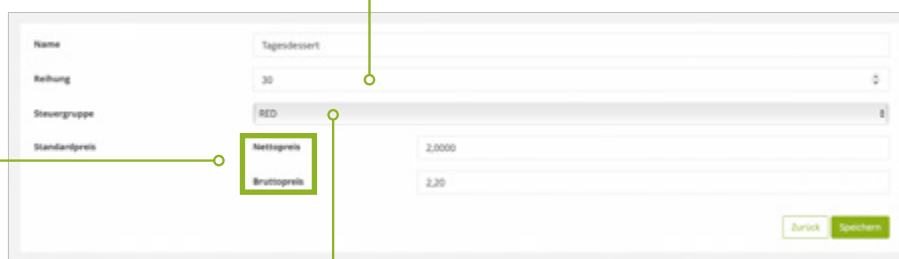 Name Tagesdessert
Reihung 30
Steuergruppe RED
Standardpreis Nettopreis 2,0000
Bruttopreis 2,20
Zurück Speichern